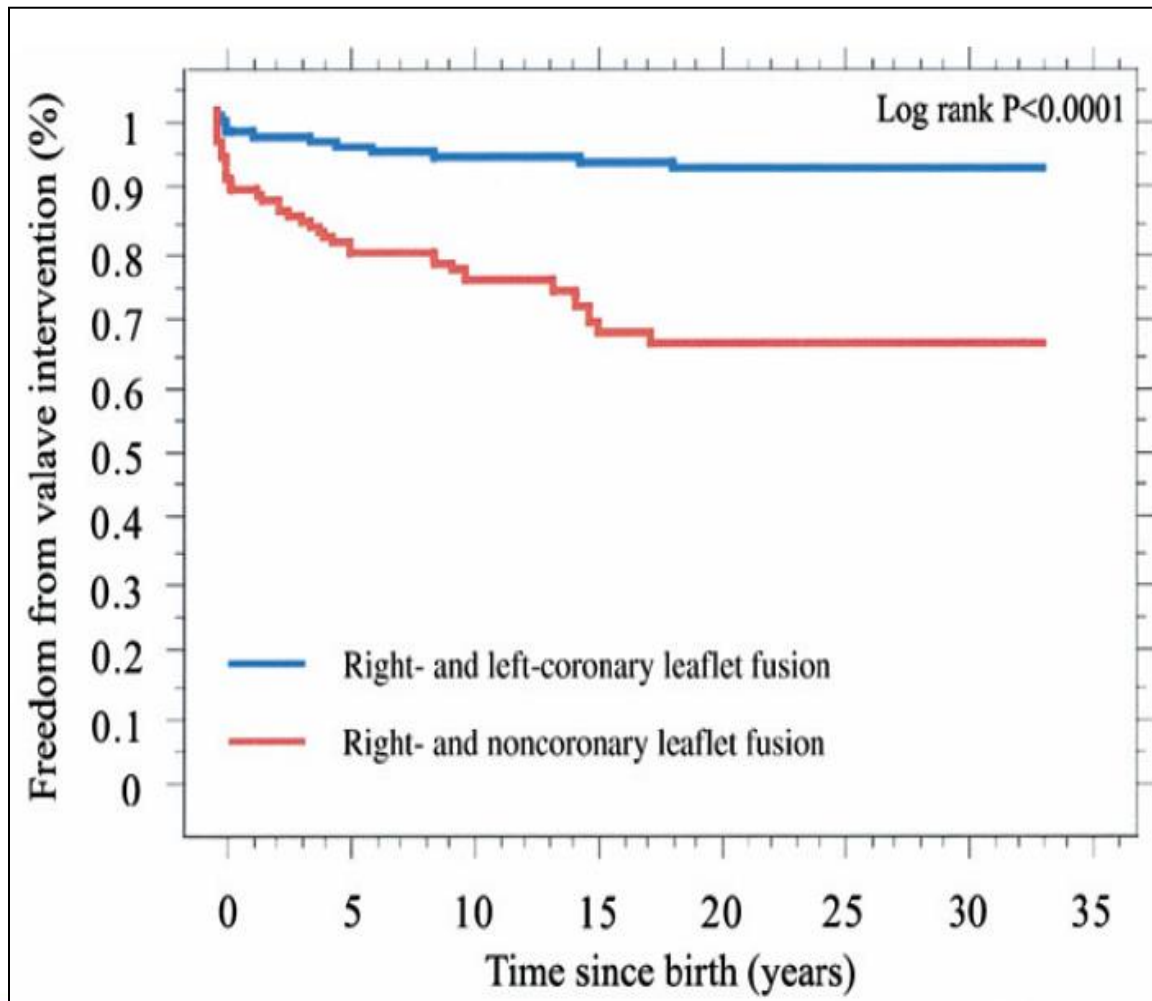 Freedom from valave intervention (%)
Log rank P<0.0001
1
0.9
0.8
0.7
0.6
0.5
0.4
0.3
0.2
0.1
0
Right- and left-coronary leaflet fusion
Right- and noncoronary leaflet fusion
0 5 10 15 20 25 30 35
Time since birth (years)